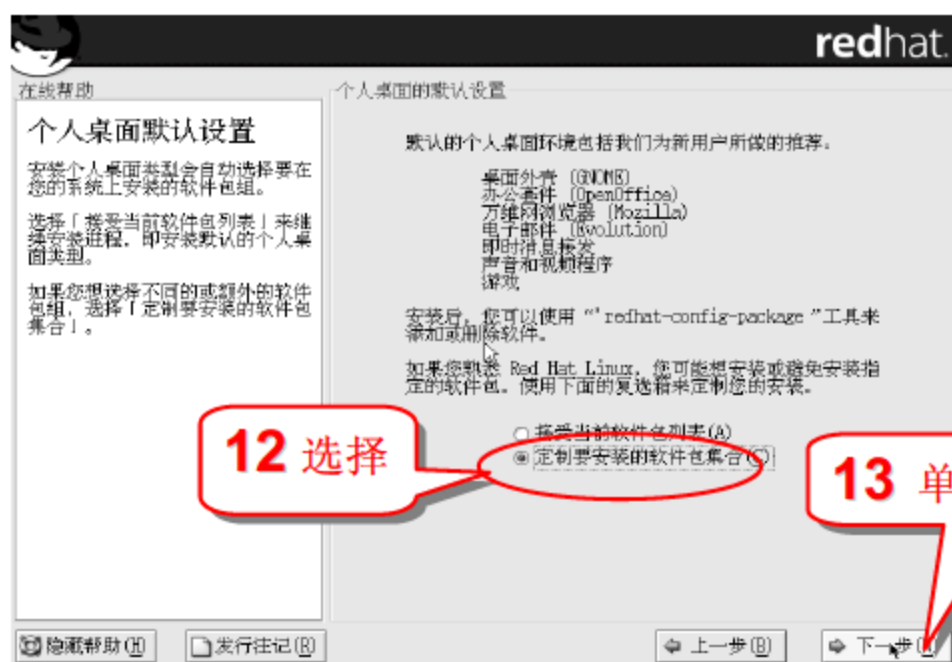 redhat.
在线帮助
个人桌面默认设置
安装个人桌面类型会自动选择要在
您的系统上安装的软件包组。
选择「接受当前软件包列表」来继
续安装进程，即安装默认的个人桌
面类型。
如果您想选择不同的或额外的软件
包组，选择「定制要安装的软件包
集合」。
个人桌面的默认设置
默认的个人桌面环境包括我们为新用户所做的推荐。
桌面外壳 (GNOME)
办公套件 (OpenOffice)
万维网浏览器 (Mozilla)
电子邮件 (Evolution)
即时消息接发
声音和视频程序
游戏
安装后，您可以使用 “'redhat-config-package ”工具来
添加或删除软件。
如果您熟悉 Red Hat Linux，您可能想安装或避免安装指
定的软件包。使用下面的复选箱来定制您的安装。
接受当前软件包列表(A)
定制要安装的软件包集合(C)
12 选择
13 单
隐藏帮助(H)
发行注记(R)
上一步(B)
下一步